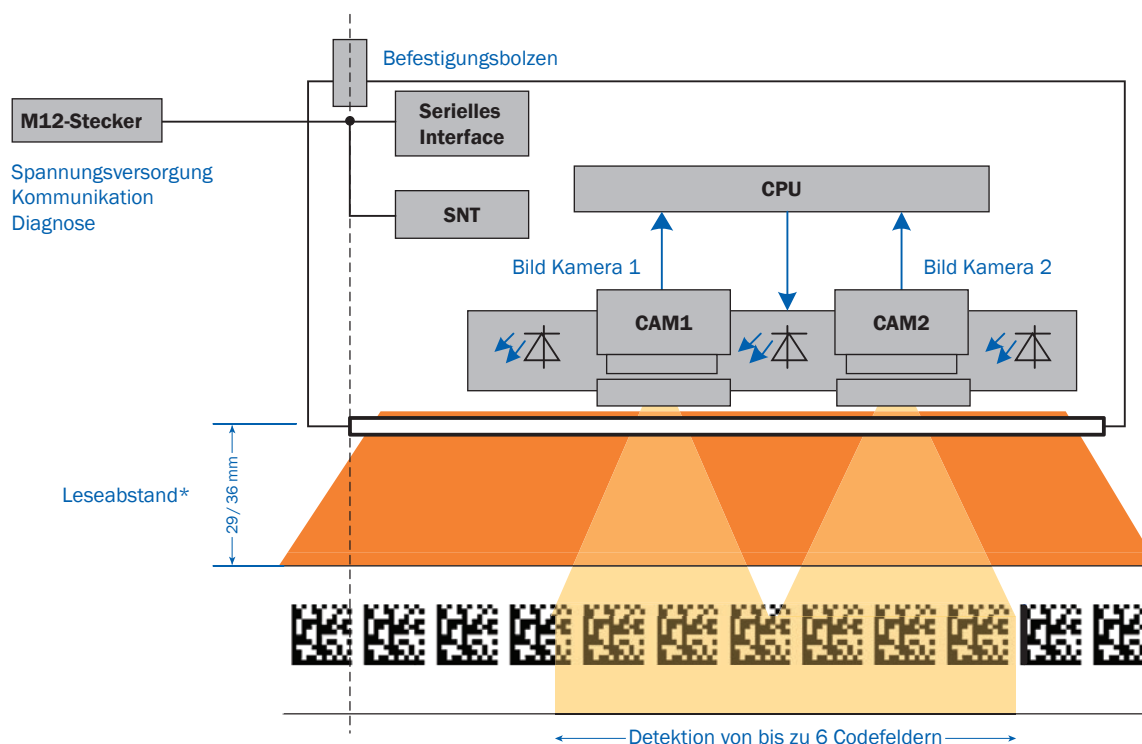 Befestigungsbolzen
M12-Stecker
Serielles
Interface
Spannungsversorgung
Kommunikation
Diagnose
SNT
CPU
Bild Kamera 1
Bild Kamera 2
CAM1
CAM2
Leseabstand*
29/36 mm
Detektion von bis zu 6 Codefeldern